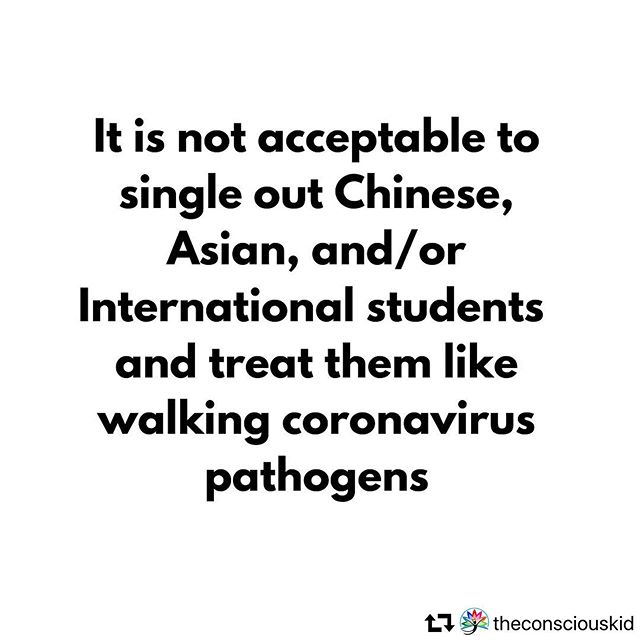 It is not acceptable to
single out Chinese,
Asian, and/or
International students
and treat them like
walking coronavirus
pathogens
theconsciouskid